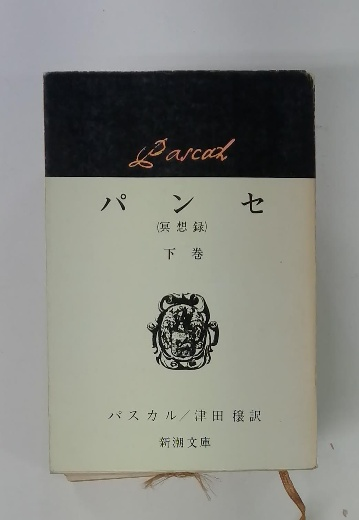 Pascal
パンセ
(冥想録)
下巻
パスカル/津田穣訳
新潮文庫